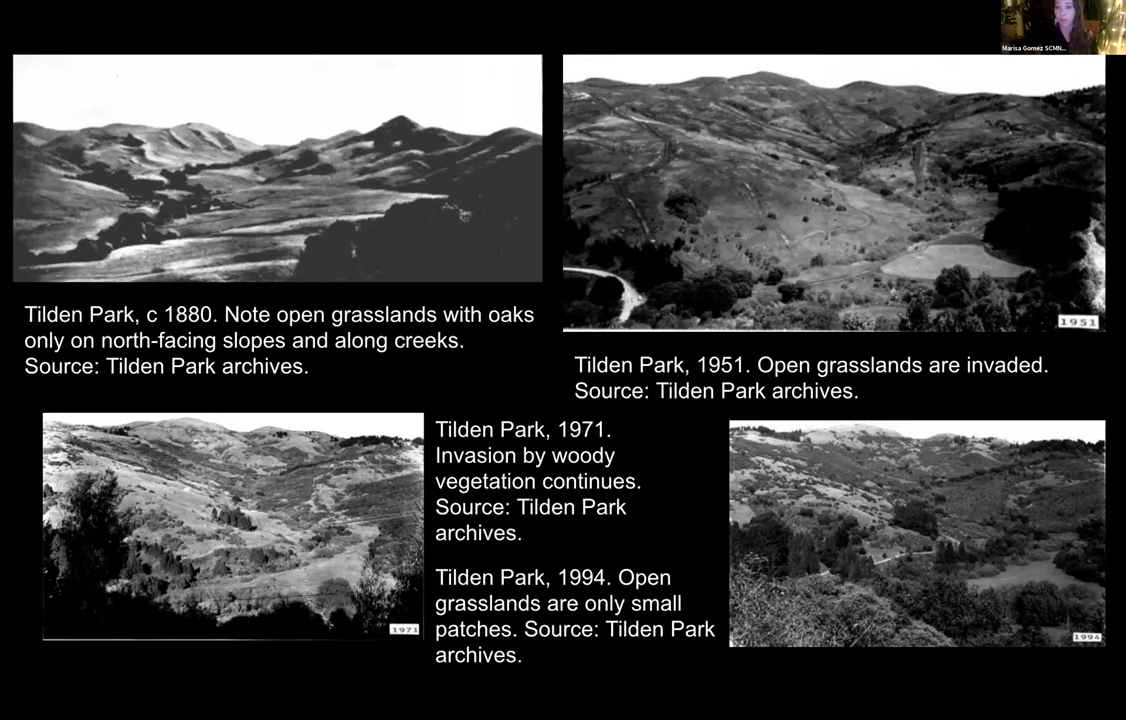 Marisa Gomez SCMN...
Tilden Park, c 1880. Note open grasslands with oaks
only on north-facing slopes and along creeks.
Source: Tilden Park archives.
1951
Tilden Park, 1951. Open grasslands are invaded.
Source: Tilden Park archives.
1971
Tilden Park, 1971.
Invasion by woody
vegetation continues.
Source: Tilden Park
archives.
Tilden Park, 1994. Open
grasslands are only small
patches. Source: Tilden Park
archives.
1994